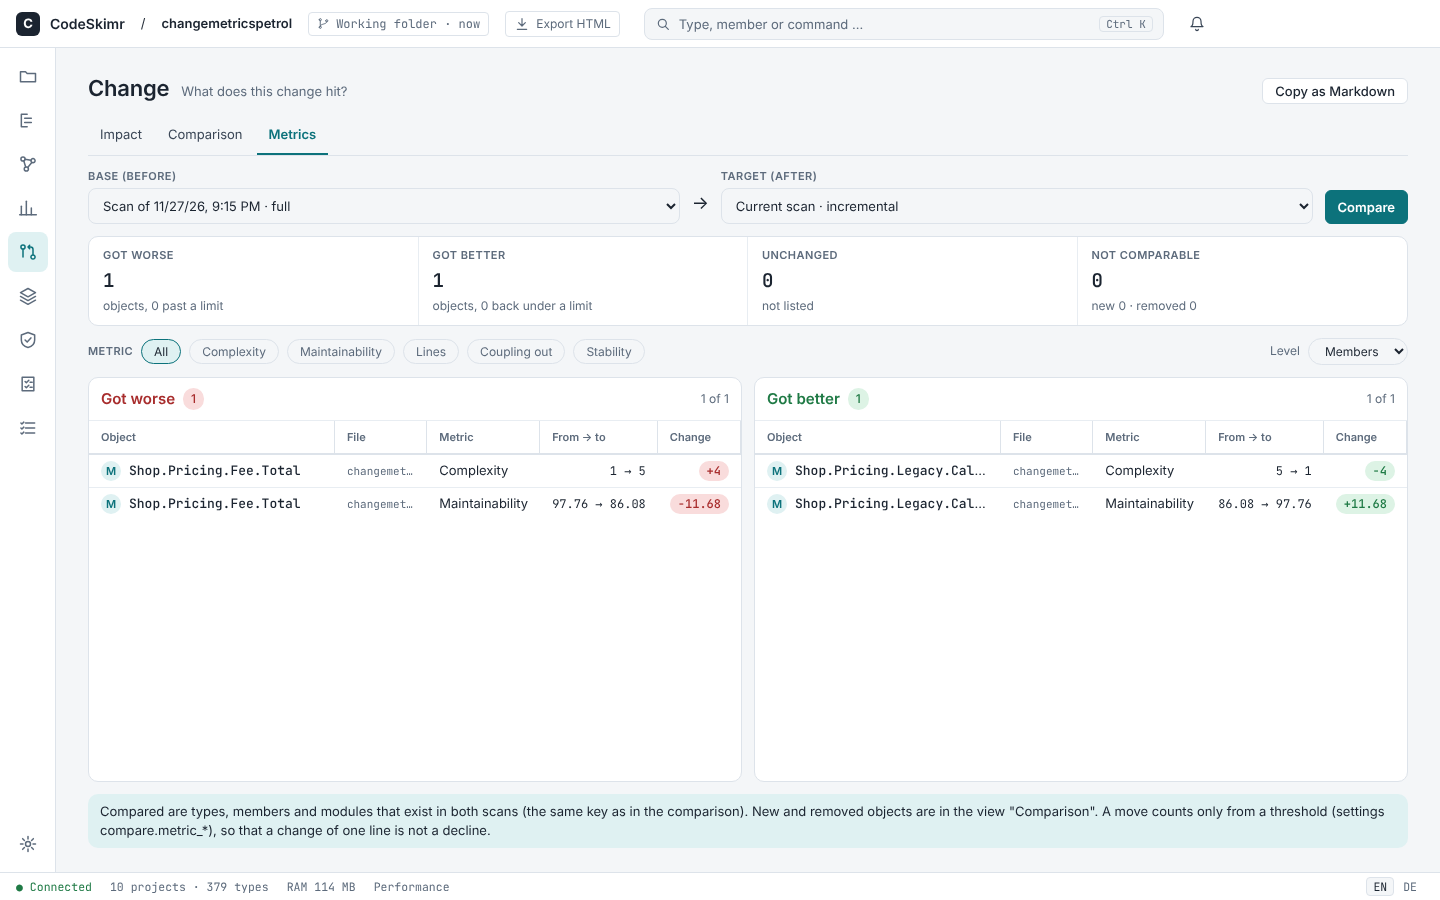 C CodeSkimr / changemetricspetrol Working folder · now Export HTML Type, member or command ... Ctrl K
Change What does this change hit? Copy as Markdown
Impact Comparison Metrics
BASE (BEFORE) TARGET (AFTER)
Scan of 11/27/26, 9:15 PM · full → Current scan · incremental Compare
GOT WORSE GOT BETTER UNCHANGED NOT COMPARABLE
1 1 0 0
objects, 0 past a limit objects, 0 back under a limit not listed new 0 · removed 0
METRIC All Complexity Maintainability Lines Coupling out Stability Level Members
Got worse 1 1 of 1
Object File Metric From → to Change
M Shop.Pricing.Fee.Total changemet… Complexity 1 → 5 +4
M Shop.Pricing.Fee.Total changemet… Maintainability 97.76 → 86.08 -11.68
Got better 1 1 of 1
Object File Metric From → to Change
M Shop.Pricing.Legacy.Cal… changemet… Complexity 5 → 1 -4
M Shop.Pricing.Legacy.Cal… changemet… Maintainability 86.08 → 97.76 +11.68
Compared are types, members and modules that exist in both scans (the same key as in the comparison). New and removed objects are in the view "Comparison". A move counts only from a threshold (settings
compare.metric_*), so that a change of one line is not a decline.
● Connected 10 projects · 379 types RAM 114 MB Performance EN DE